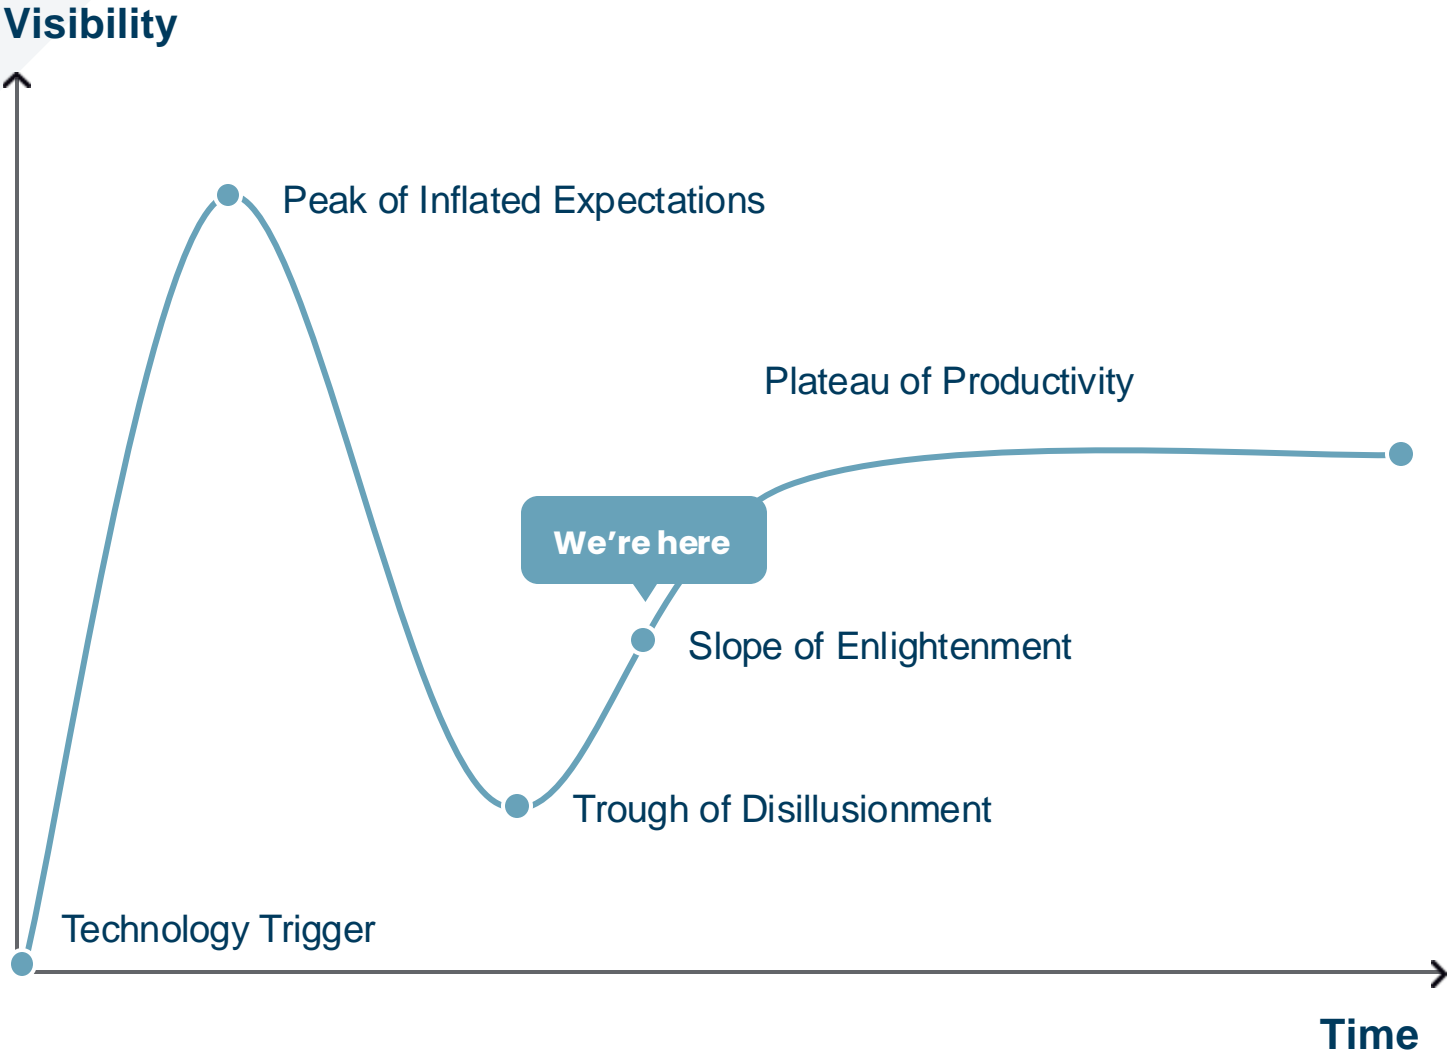 Visibility
Peak of Inflated Expectations
Plateau of Productivity
We’re here
Slope of Enlightenment
Trough of Disillusionment
Technology Trigger
Time